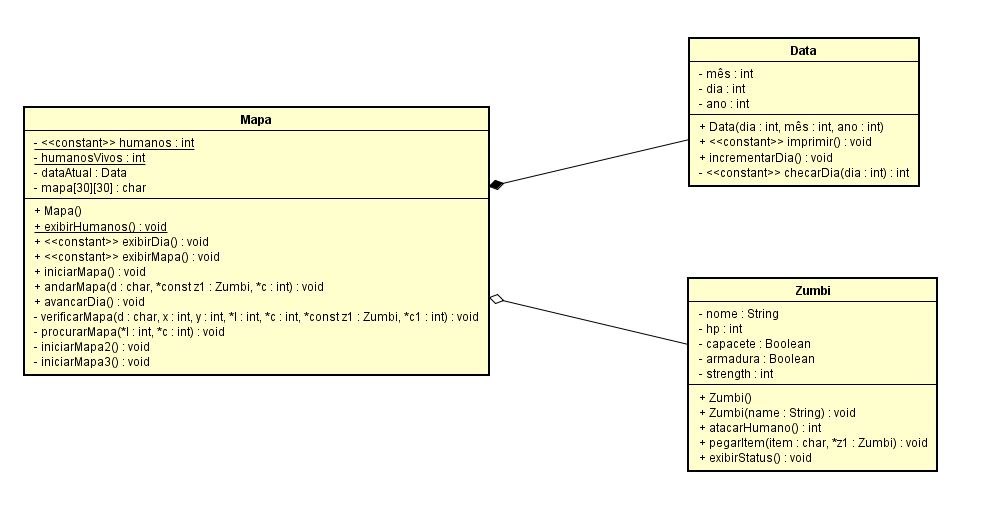 Mapa
- <<constant>> humanos : int
- humanosVivos : int
- dataAtual : Data
- mapa[30][30] : char
+ Mapa()
+ exibirHumanos() : void
+ <<constant>> exibirDia() : void
+ <<constant>> exibirMapa() : void
+ iniciarMapa() : void
+ andarMapa(d : char, *const z1 : Zumbi, *c : int) : void
+ avancarDia() : void
- verificarMapa(d : char, x : int, y : int, *l : int, *c : int, *const z1 : Zumbi, *c1 : int) : void
- procurarMapa(*l : int, *c : int) : void
- iniciarMapa2() : void
- iniciarMapa3() : void
Data
- mês : int
- dia : int
- ano : int
+ Data(dia : int, mês : int, ano : int)
+ <<constant>> imprimir() : void
+ incrementarDia() : void
- <<constant>> checarDia(dia : int) : int
Zumbi
- nome : String
- hp : int
- capacete : Boolean
- armadura : Boolean
- strength : int
+ Zumbi()
+ Zumbi(name : String) : void
+ atacarHumano() : int
+ pegarItem(item : char, *z1 : Zumbi) : void
+ exibirStatus() : void